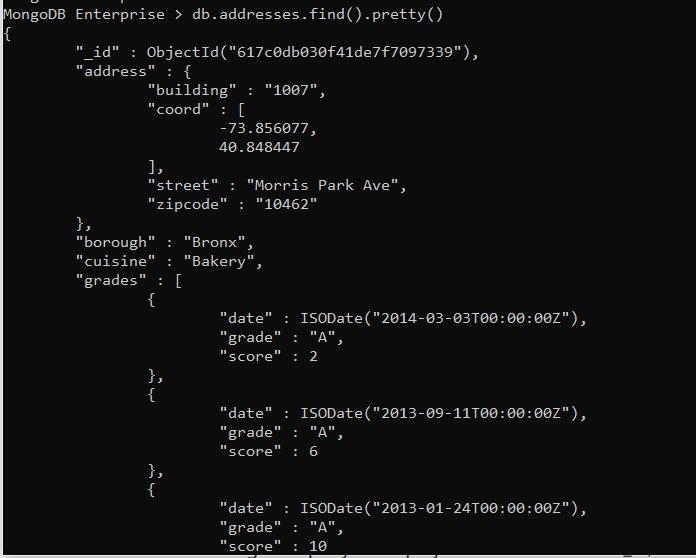 MongoDB Enterprise > db.addresses.find().pretty()
{
        "_id" : ObjectId("617c0db030f41de7f7097339"),
        "address" : {
                "building" : "1007",
                "coord" : [
                        -73.856077,
                        40.848447
                ],
                "street" : "Morris Park Ave",
                "zipcode" : "10462"
        },
        "borough" : "Bronx",
        "cuisine" : "Bakery",
        "grades" : [
                {
                        "date" : ISODate("2014-03-03T00:00:00Z"),
                        "grade" : "A",
                        "score" : 2
                },
                {
                        "date" : ISODate("2013-09-11T00:00:00Z"),
                        "grade" : "A",
                        "score" : 6
                },
                {
                        "date" : ISODate("2013-01-24T00:00:00Z"),
                        "grade" : "A",
                        "score" : 10